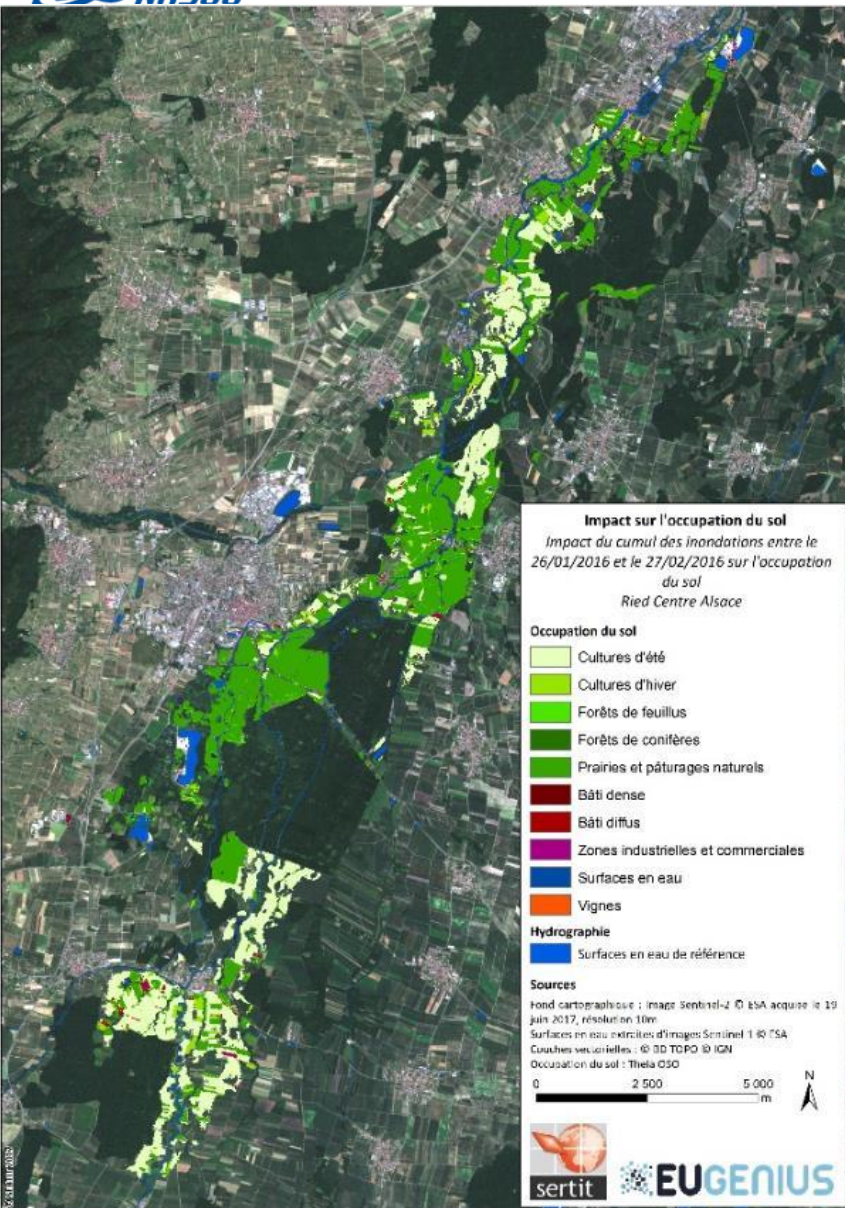 Impact sur l'occupation du sol
Impact du cumul des inondations entre le
26/01/2016 et le 27/02/2016 sur l'occupation
du sol
Ried Centre Alsace
Occupation du sol
Cultures d'été
Cultures d'hiver
Forêts de feuillus
Forêts de conifères
Prairies et pâturages naturels
Bâti dense
Bâti diffus
Zones industrielles et commerciales
Surfaces en eau
Vignes
Hydrographie
Surfaces en eau de référence
Sources
Fond cartographique : Image Sentinel-2 © ESA acquise le 19
juin 2017, résolution 10m
Surfaces en eau extraites d'images Sentinel 1 © ESA
Couches vectorielles : © BD TOPO © IGN
Occupation du sol : Theia OSO
0 2 500 5 000
m
N
sertit
EUGENIUS